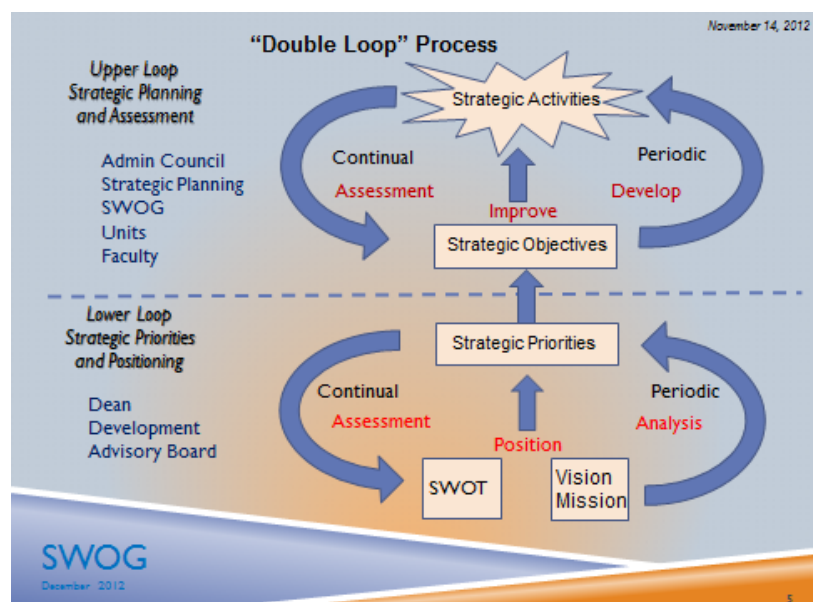 November 14, 2012
“Double Loop” Process
Upper Loop
Strategic Planning
and Assessment
Admin Council
Strategic Planning
SWOG
Units
Faculty
Strategic Activities
Continual
Assessment
Periodic
Develop
Improve
Strategic Objectives
Lower Loop
Strategic Priorities
and Positioning
Dean
Development
Advisory Board
Strategic Priorities
Continual
Assessment
Periodic
Analysis
Position
SWOT
Vision
Mission
SWOG
December 2012
5